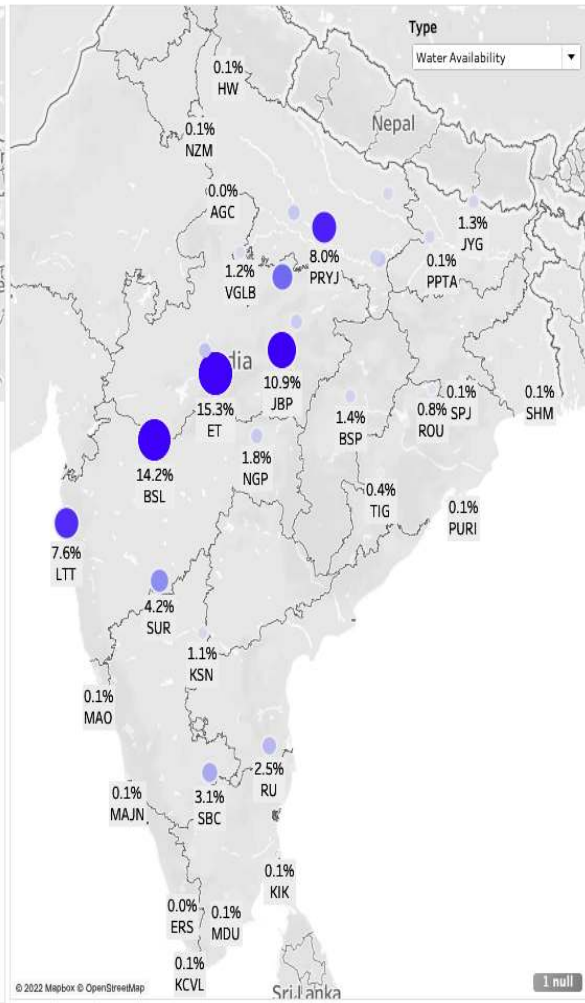 Type
Water Availability
0.1%
HW
Nepal
0.1%
NZM
0.0%
AGC
1.3%
JYG
8.0%
PRYJ
0.1%
PPTA
1.2%
VGLB
dia
10.9%
JBP
15.3%
ET
1.4%
BSP
0.8%
ROU
0.1%
SPJ
0.1%
SHM
1.8%
NGP
14.2%
BSL
0.4%
TIG
0.1%
PURI
7.6%
LTT
4.2%
SUR
1.1%
KSN
0.1%
MAO
2.5%
RU
3.1%
SBC
0.1%
MAJN
0.1%
KIK
0.0%
ERS
0.1%
MDU
0.1%
KCVL
Sri Lanka
1 null
© 2022 Mapbox © OpenStreetMap